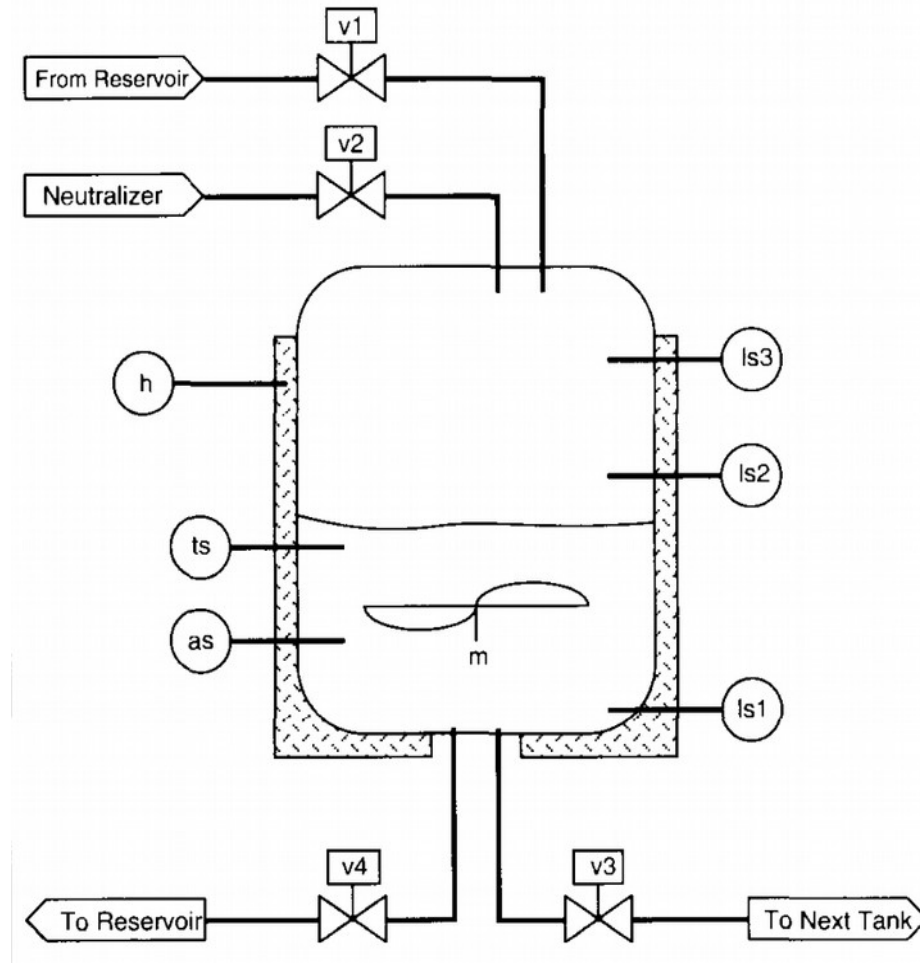 v1
From Reservoir
v2
Neutralizer
ls3
h
ls2
ts
as
m
ls1
v4
v3
To Reservoir
To Next Tank